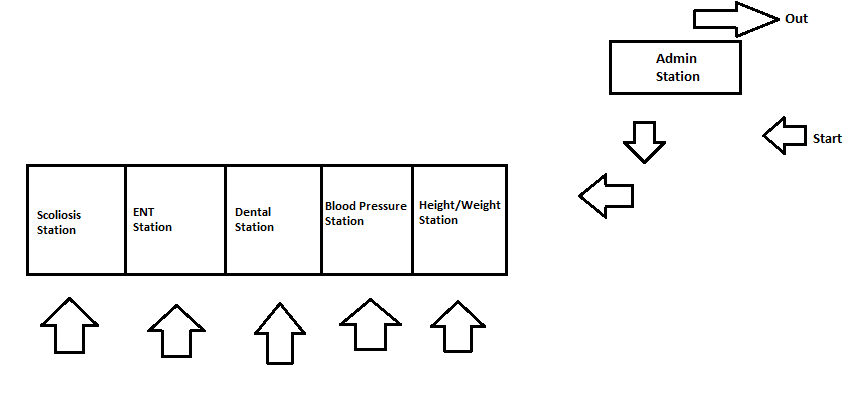 Out
Admin
Station
Start
Scoliosis
Station
ENT
Station
Dental
Station
Blood Pressure
Station
Height/Weight
Station